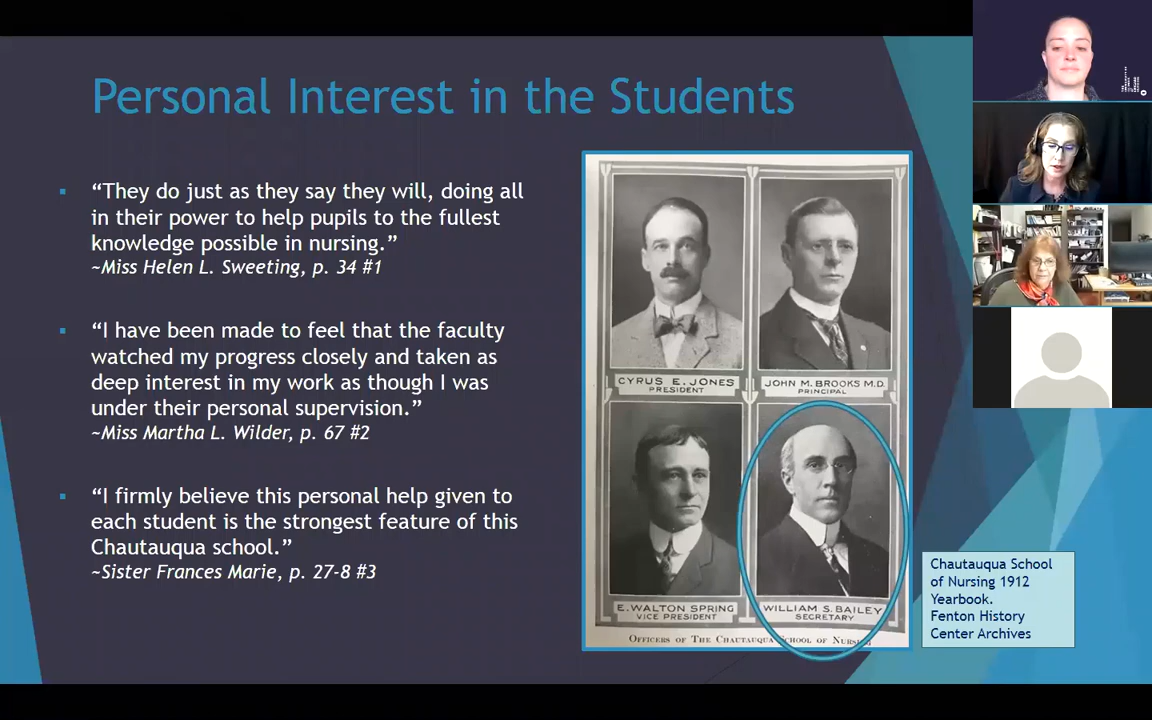 Personal Interest in the Students
“They do just as they say they will, doing all
in their power to help pupils to the fullest
knowledge possible in nursing.”
~Miss Helen L. Sweeting, p. 34 #1
“I have been made to feel that the faculty
watched my progress closely and taken as
deep interest in my work as though I was
under their personal supervision.”
~Miss Martha L. Wilder, p. 67 #2
“I firmly believe this personal help given to
each student is the strongest feature of this
Chautauqua school.”
~Sister Frances Marie, p. 27-8 #3
CYRUS E. JONES
PRESIDENT
JOHN M. BROOKS M.D.
PRINCIPAL
E. WALTON SPRING
VICE PRESIDENT
WILLIAM S. BAILEY
SECRETARY
OFFICERS OF THE CHAUTAUQUA SCHOOL OF NURSING
Chautauqua School
of Nursing 1912
Yearbook.
Fenton History
Center Archives